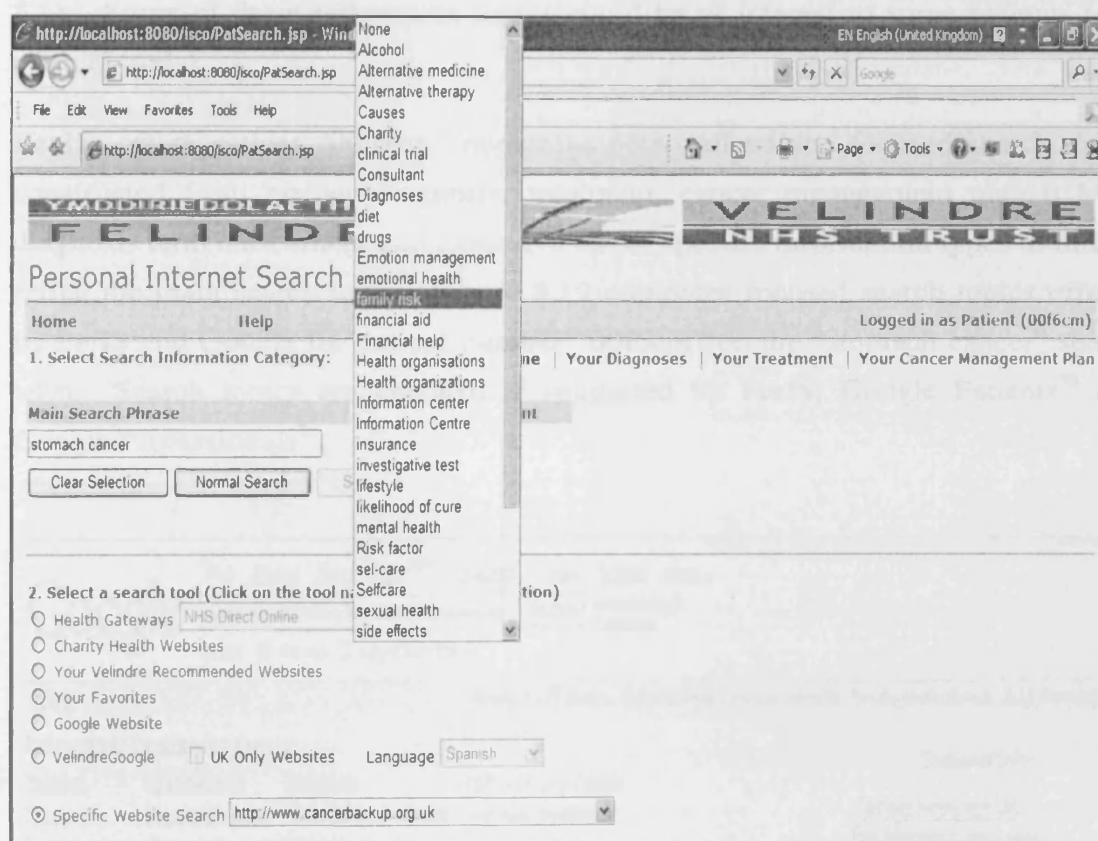 http://localhost:8080/isco/PatSearch.jsp - Wind
EN English (United Kingdom)
http://localhost:8080/isco/PatSearch.jsp
Google
File Edit View Favorites Tools Help
http://localhost:8080/isco/PatSearch.jsp
Page Tools
YMDDIRIEDOLAETH
FELINDR
VELINDRE
NHS TRUST
Personal Internet Search
Home Help Logged in as Patient (00f6cm)
1. Select Search Information Category: ne | Your Diagnoses | Your Treatment | Your Cancer Management Plan
Main Search Phrase nt
stomach cancer
Clear Selection Normal Search S
None
Alcohol
Alternative medicine
Alternative therapy
Causes
Charity
clinical trial
Consultant
Diagnoses
diet
drugs
Emotion management
emotional health
family risk
financial aid
Financial help
Health organisations
Health organizations
Information center
Information Centre
insurance
investigative test
lifestyle
likelihood of cure
mental health
Risk factor
sel-care
Selfcare
sexual health
side effects
2. Select a search tool (Click on the tool na tion)
Health Gateways NHS Direct Online
Charity Health Websites
Your Velindre Recommended Websites
Your Favorites
Google Website
VelindreGoogle UK Only Websites Language Spanish
Specific Website Search http://www.cancerbackup.org.uk